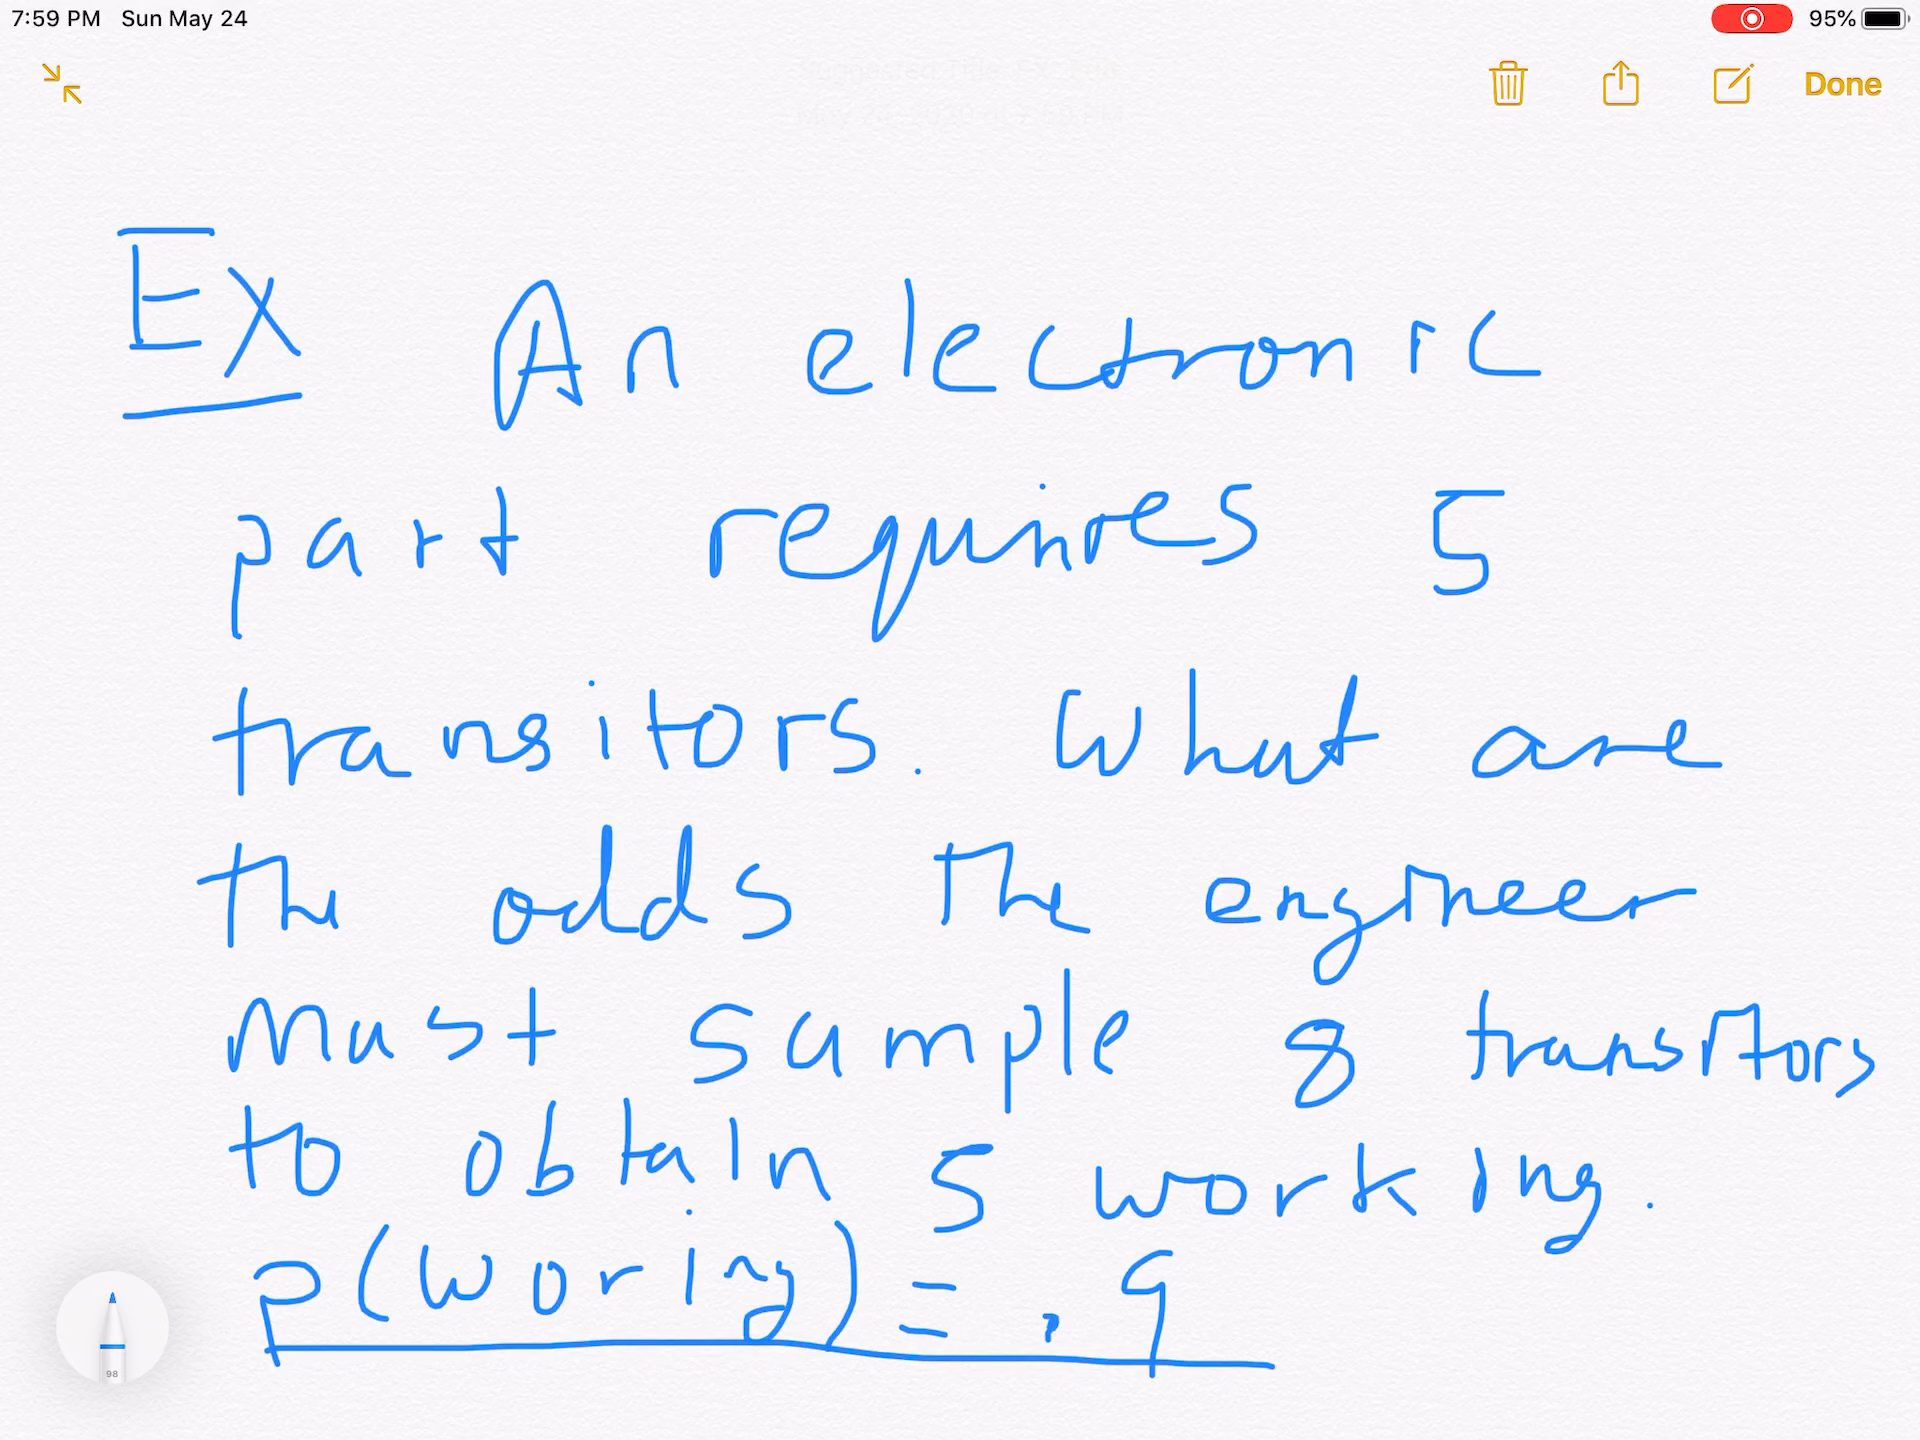 7:59 PM Sun May 24
95%
Done
Ex An electronic
part requires 5
transitors. What are
the odds the engineer
must sample 8 transitors
to obtain 5 working.
P(woring) = .9
98